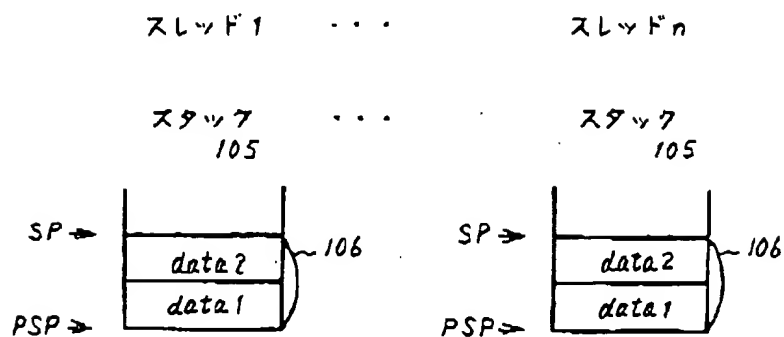 スレッド1 ・・・ スレッドn
スタック ・・・ スタック
105 105
SP data2 106 SP data2 106
PSP data1 PSP data1